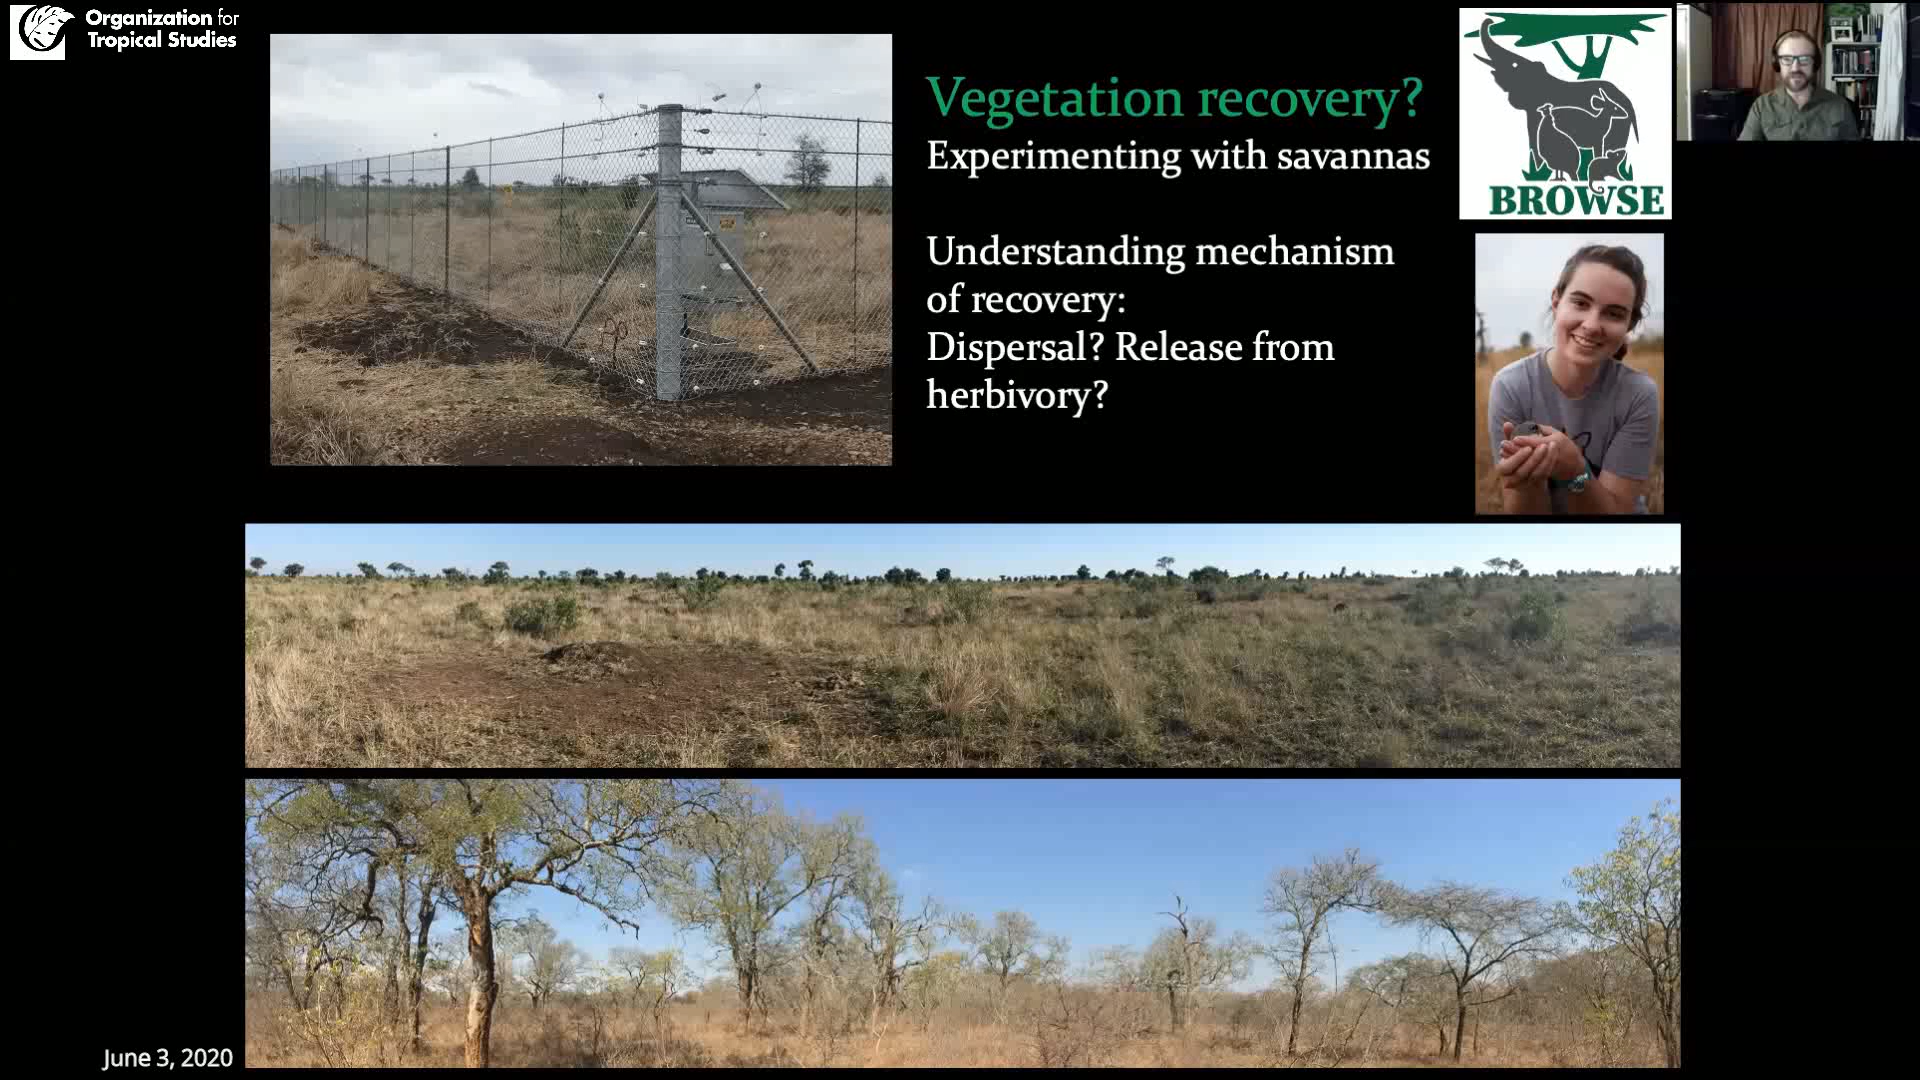 Organization for
Tropical Studies
Vegetation recovery?
Experimenting with savannas
Understanding mechanism
of recovery:
Dispersal? Release from
herbivory?
BROWSE
June 3, 2020